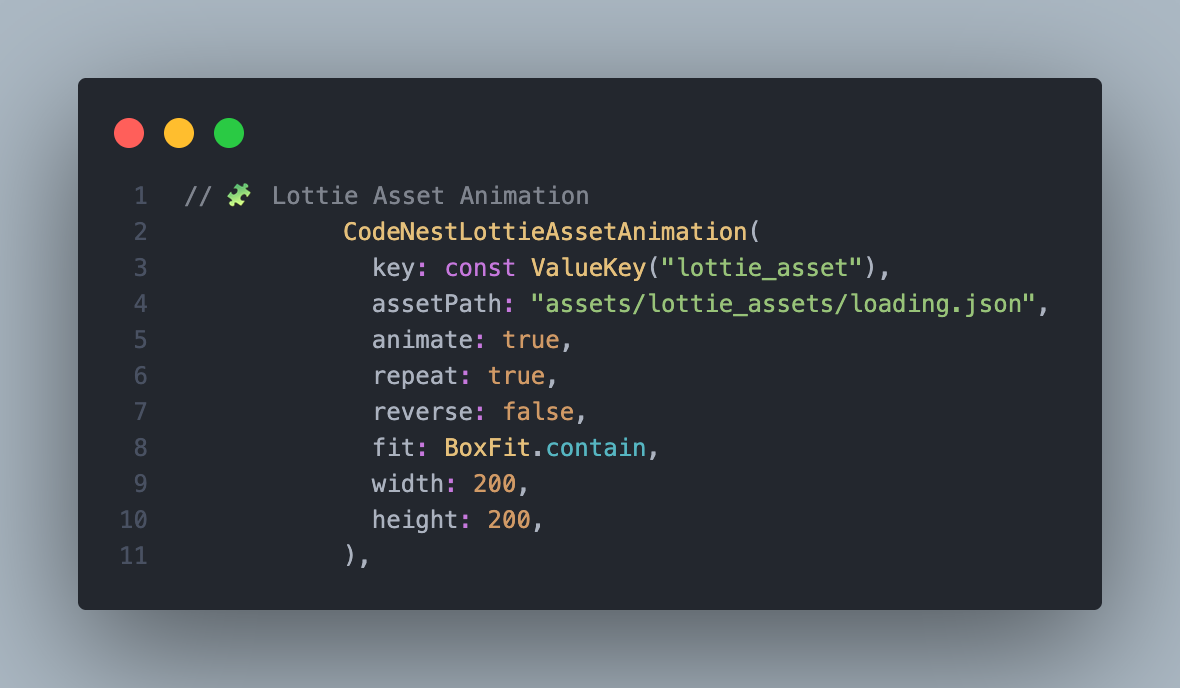 1 // 🧩 Lottie Asset Animation
2 CodeNestLottieAssetAnimation(
3 key: const ValueKey("lottie_asset"),
4 assetPath: "assets/lottie_assets/loading.json",
5 animate: true,
6 repeat: true,
7 reverse: false,
8 fit: BoxFit.contain,
9 width: 200,
10 height: 200,
11 ),